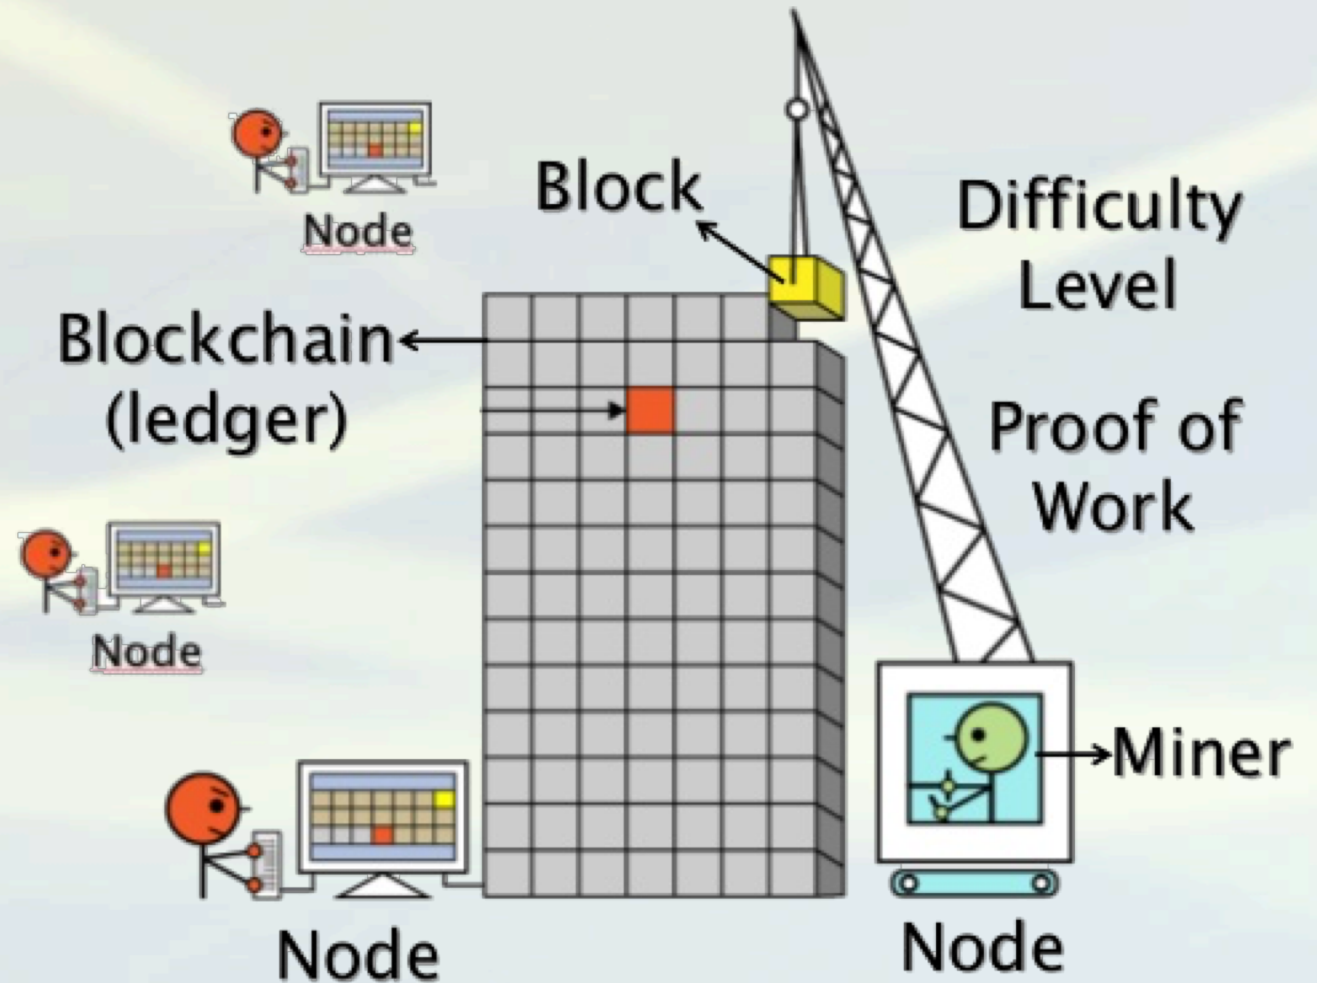 Node
Block
Difficulty
Level
Blockchain
(ledger)
Proof of
Work
Node
Miner
Node
Node